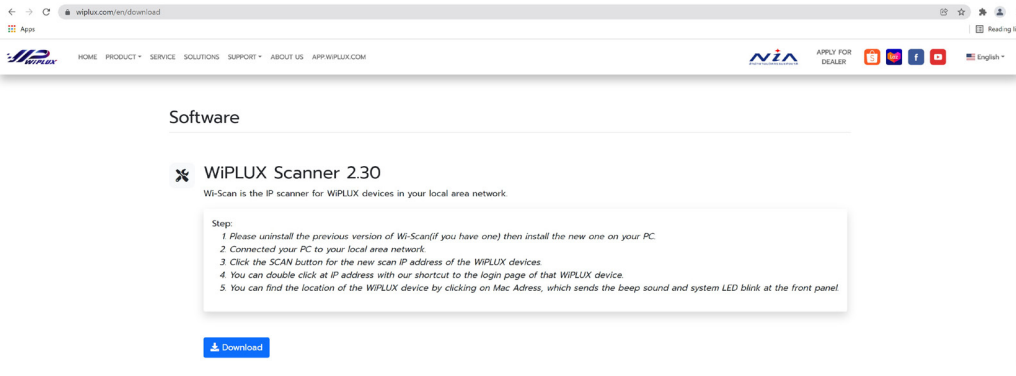 wiplux.com/en/download
Apps
Reading li
WIPLUX
HOME PRODUCT SERVICE SOLUTIONS SUPPORT ABOUT US APP.WIPLUX.COM
NIA
APPLY FOR
DEALER
English
Software
WiPLUX Scanner 2.30
Wi-Scan is the IP scanner for WiPLUX devices in your local area network.
Step:
1. Please uninstall the previous version of Wi-Scan(if you have one) then install the new one on your PC.
2. Connected your PC to your local area network.
3. Click the SCAN button for the new scan IP address of the WiPLUX devices.
4. You can double click at IP address with our shortcut to the login page of that WiPLUX device.
5. You can find the location of the WiPLUX device by clicking on Mac Adress, which sends the beep sound and system LED blink at the front panel.
Download